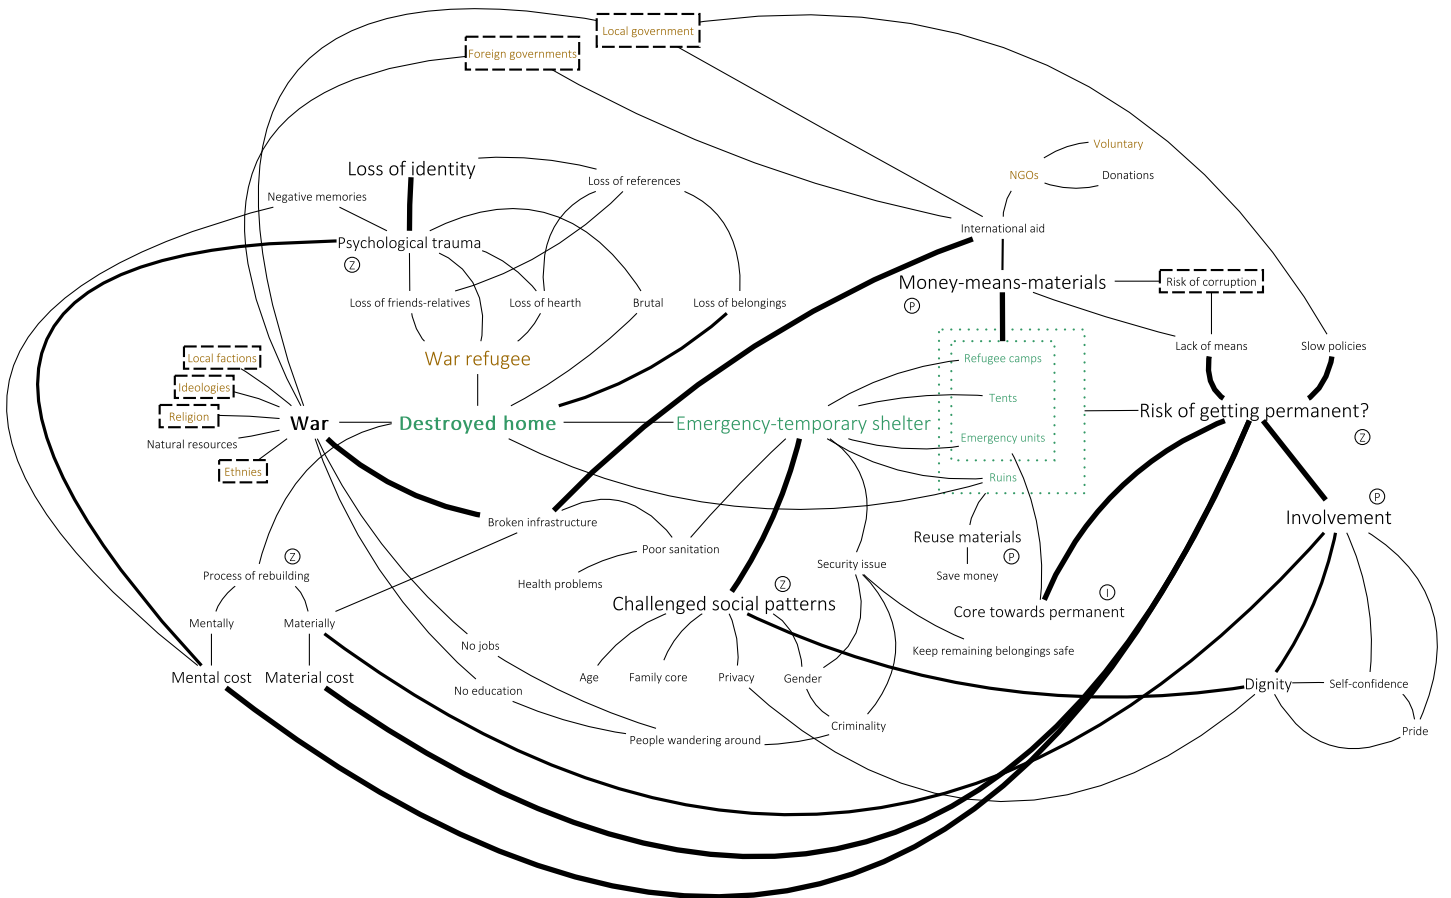 Local government
Foreign governments
Voluntary
Loss of identity
NGOs
Donations
Loss of references
Negative memories
International aid
Psychological trauma
Z
Money-means-materials
Risk of corruption
P
Loss of friends-relatives
Loss of hearth
Brutal
Loss of belongings
Lack of means
Slow policies
Local factions
War refugee
Refugee camps
Ideologies
Tents
Religion
War
Destroyed home
Emergency-temporary shelter
Risk of getting permanent?
Z
Natural resources
Emergency units
Ethnies
Ruins
P
Broken infrastructure
Involvement
Reuse materials
P
Poor sanitation
Z
Security issue
Process of rebuilding
Health problems
Save money
Z
I
Challenged social patterns
Core towards permanent
Mentally
Materially
No jobs
Keep remaining belongings safe
Mental cost
Material cost
Age
Family core
Privacy
Gender
Dignity
Self-confidence
No education
Criminality
Pride
People wandering around